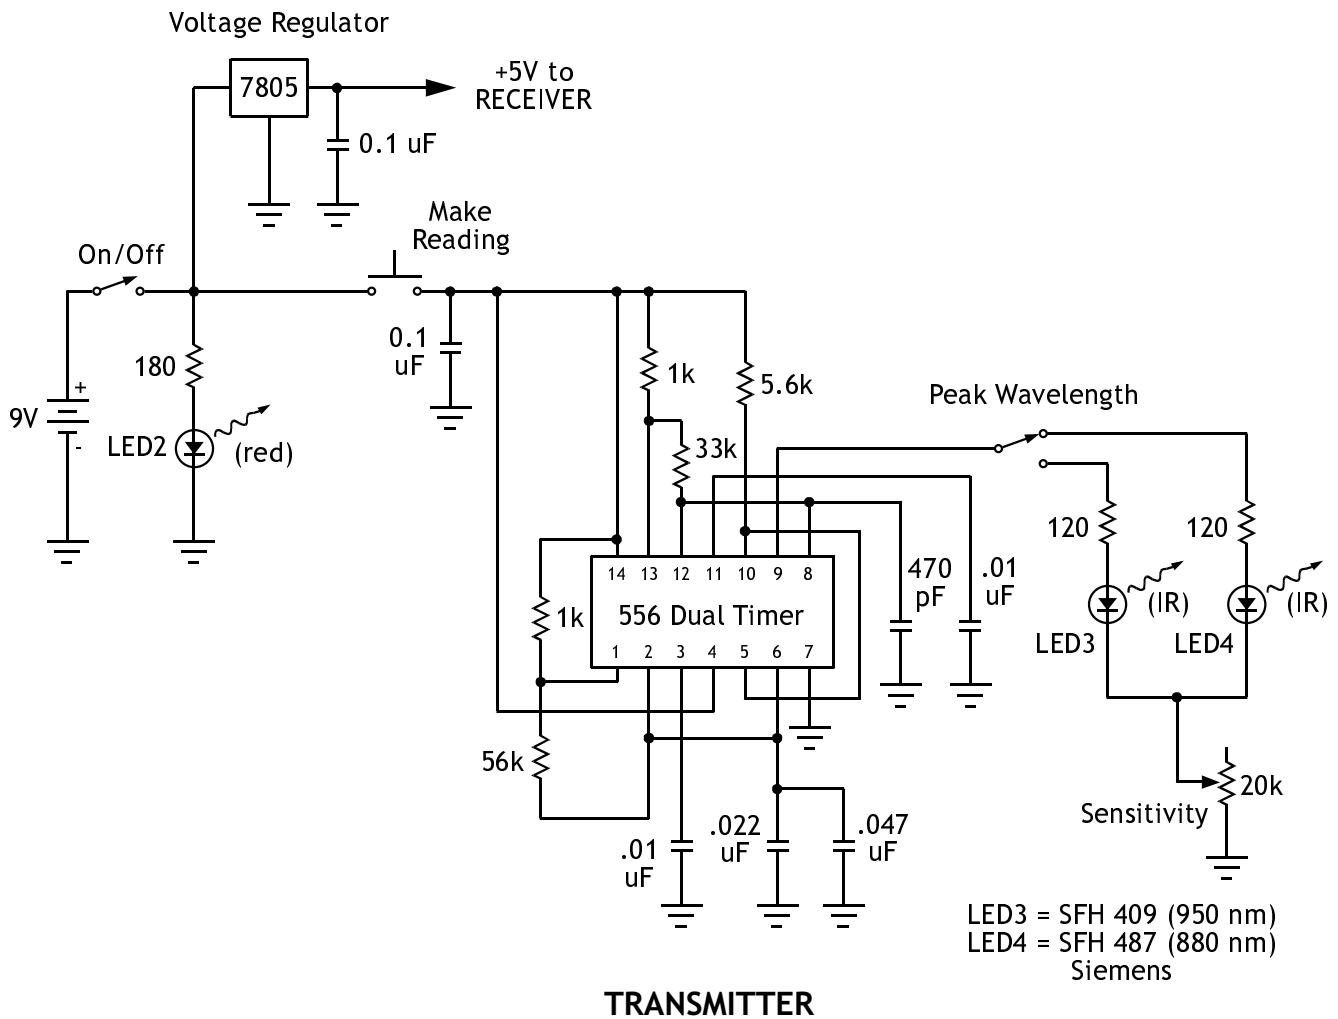 Voltage Regulator
7805
+5V to
RECEIVER
0.1 uF
Make
Reading
On/Off
0.1
uF
180
1k
5.6k
Peak Wavelength
+
9V
-
LED2
(red)
33k
120
120
14 13 12 11 10 9 8
470
pF
.01
uF
(IR)
(IR)
1k
556 Dual Timer
LED3
LED4
1 2 3 4 5 6 7
56k
20k
Sensitivity
.01
uF
.022
uF
.047
uF
LED3 = SFH 409 (950 nm)
LED4 = SFH 487 (880 nm)
Siemens
TRANSMITTER